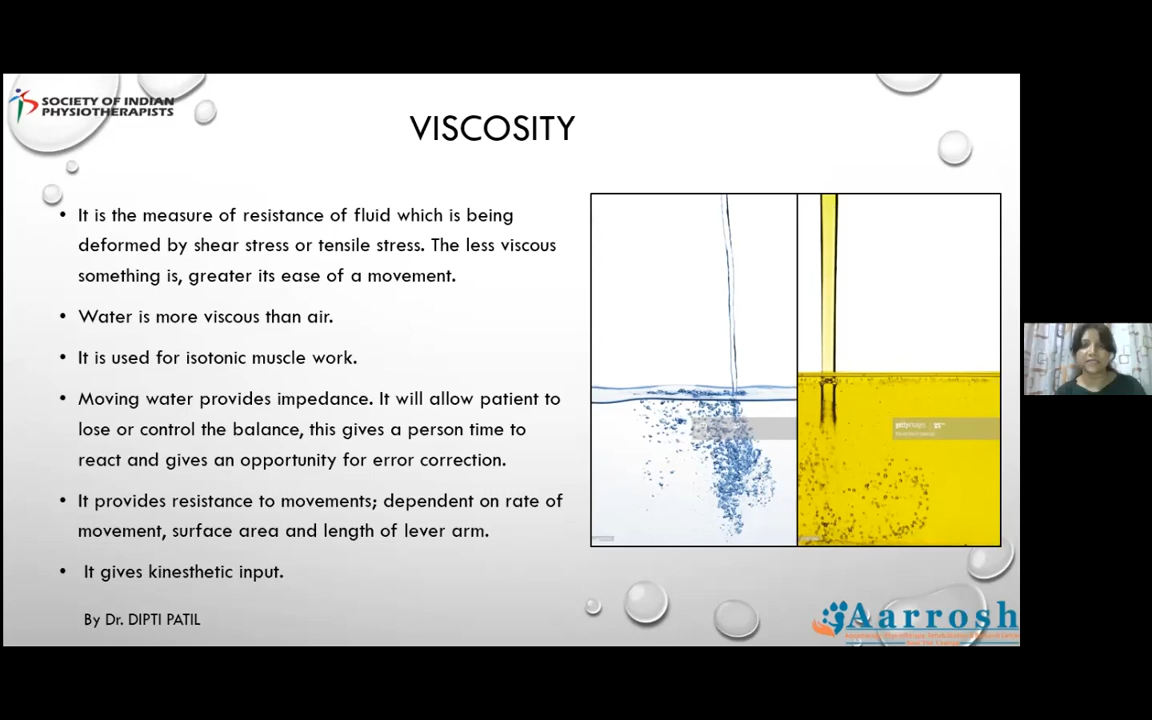 SOCIETY OF INDIAN
PHYSIOTHERAPISTS
VISCOSITY
• It is the measure of resistance of fluid which is being
deformed by shear stress or tensile stress. The less viscous
something is, greater its ease of a movement.
• Water is more viscous than air.
• It is used for isotonic muscle work.
• Moving water provides impedance. It will allow patient to
lose or control the balance, this gives a person time to
react and gives an opportunity for error correction.
• It provides resistance to movements; dependent on rate of
movement, surface area and length of lever arm.
• It gives kinesthetic input.
By Dr. DIPTI PATIL
gettyimages
Aarrosh